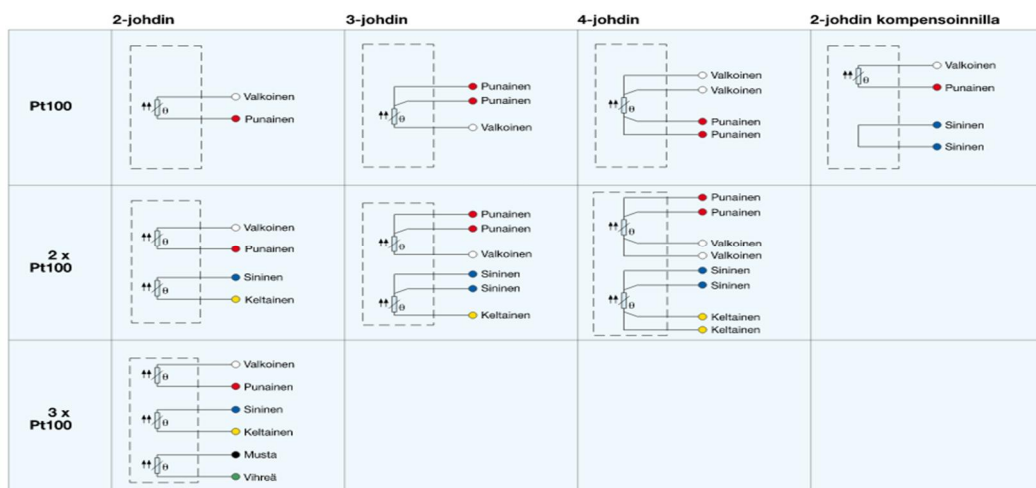 2-johdin 3-johdin 4-johdin 2-johdin kompensoinnilla
Pt100
θ Valkoinen
Punainen
θ Punainen
Punainen
Valkoinen
θ Valkoinen
Valkoinen
Punainen
Punainen
θ Valkoinen
Punainen
Sininen
Sininen
2 x
Pt100
θ Valkoinen
Punainen
θ Sininen
Keltainen
θ Punainen
Punainen
Valkoinen
θ Sininen
Sininen
Keltainen
θ Punainen
Punainen
Valkoinen
Valkoinen
θ Sininen
Sininen
Keltainen
Keltainen
3 x
Pt100
θ Valkoinen
Punainen
θ Sininen
Keltainen
θ Musta
Vihreä